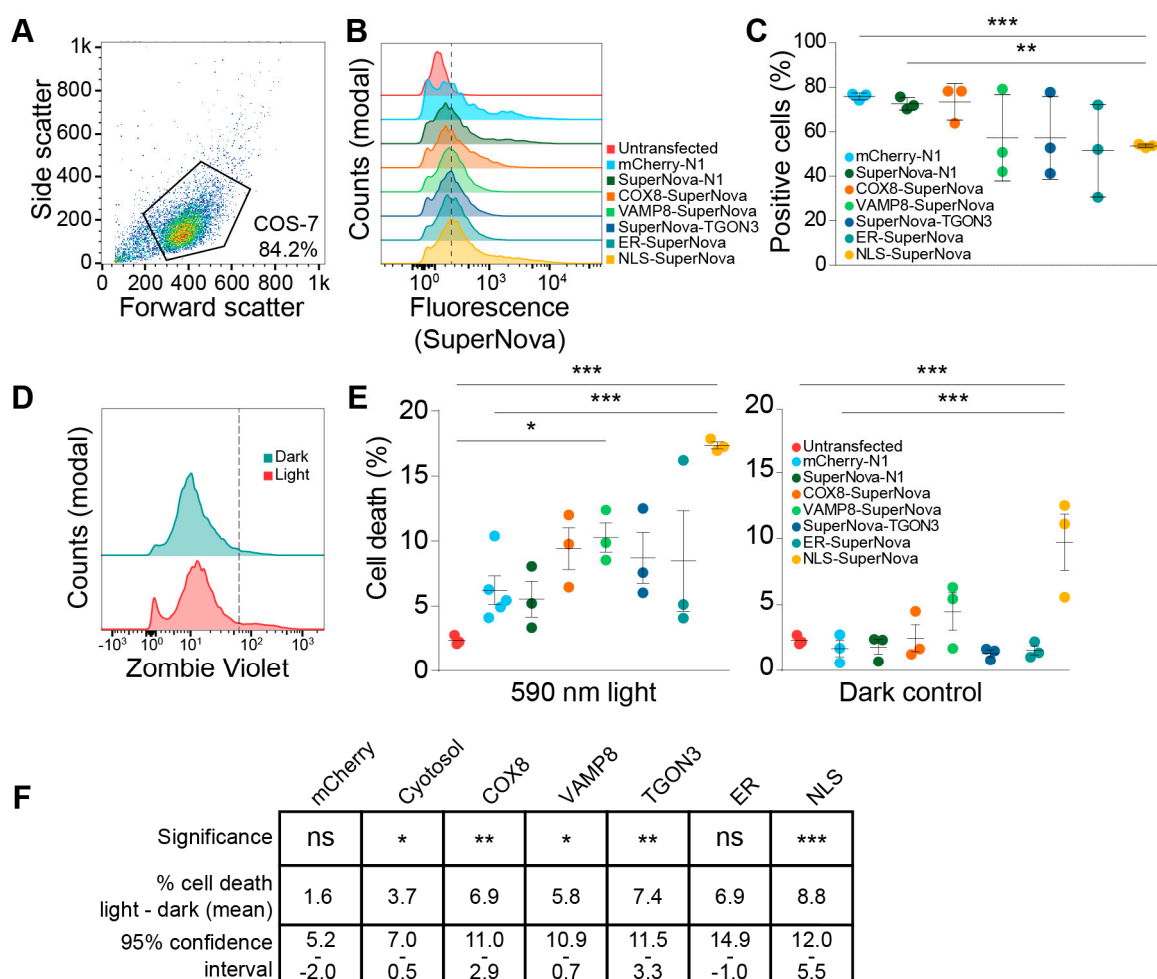 A
Side scatter
1k
800
600
400
200
0
COS-7
84.2%
0 200 400 600 800 1k
Forward scatter
B
Counts (modal)
Untransfected
mCherry-N1
SuperNova-N1
COX8-SuperNova
VAMP8-SuperNova
SuperNova-TGON3
ER-SuperNova
NLS-SuperNova
10⁰ 10³ 10⁴
Fluorescence
(SuperNova)
C
***
**
Positive cells (%)
100
80
60
40
20
0
mCherry-N1
SuperNova-N1
COX8-SuperNova
VAMP8-SuperNova
SuperNova-TGON3
ER-SuperNova
NLS-SuperNova
D
Counts (modal)
Dark
Light
-10³ 10⁰ 10¹ 10² 10³
Zombie Violet
E
***
***
*
Cell death (%)
20
15
10
5
0
590 nm light
***
***
20
15
10
5
0
Untransfected
mCherry-N1
SuperNova-N1
COX8-SuperNova
VAMP8-SuperNova
SuperNova-TGON3
ER-SuperNova
NLS-SuperNova
Dark control
F
mCherry Cyotosol COX8 VAMP8 TGON3 ER NLS
Significance ns * ** * ** ns ***
% cell death
light - dark (mean) 1.6 3.7 6.9 5.8 7.4 6.9 8.8
95% confidence 5.2 7.0 11.0 10.9 11.5 14.9 12.0
- - - - - - -
interval -2.0 0.5 2.9 0.7 3.3 -1.0 5.5